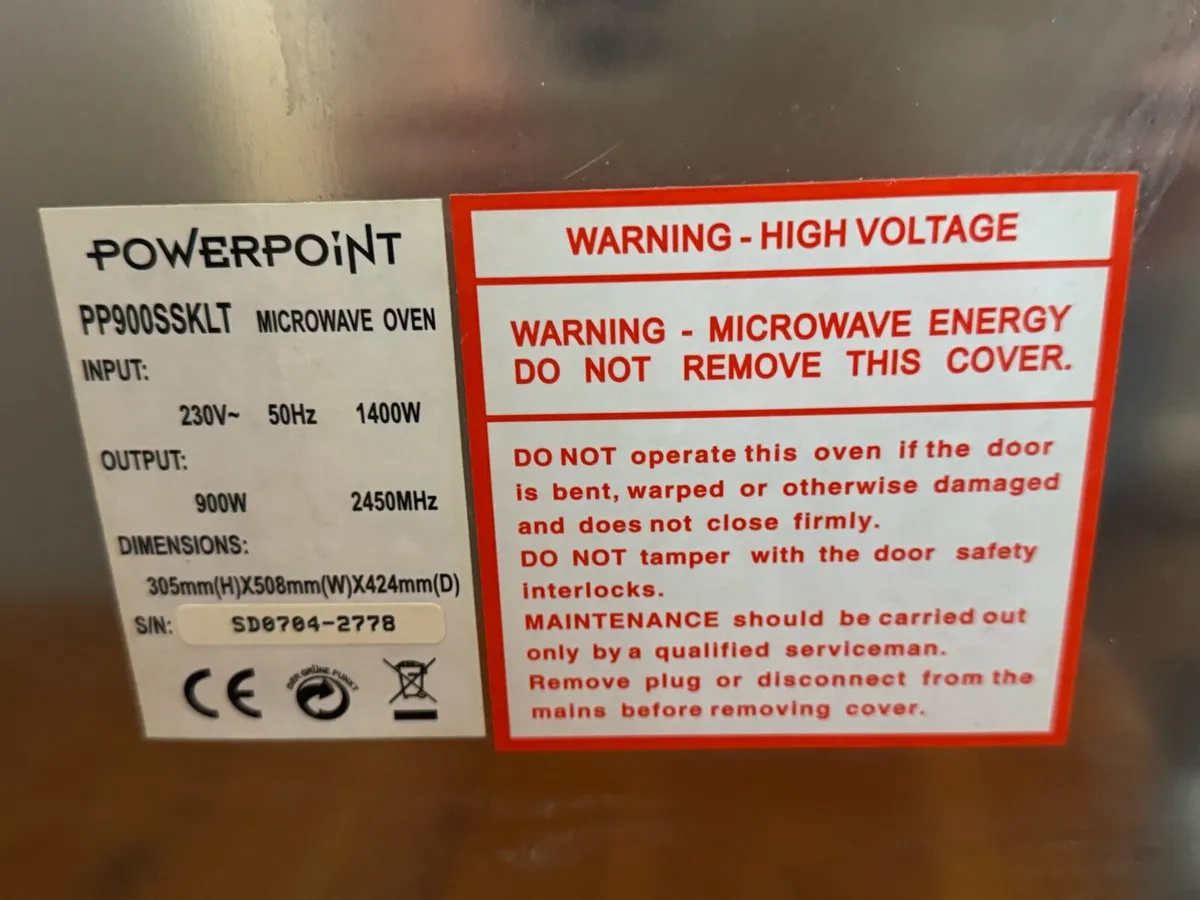 POWERPOINT
PP900SSKLT MICROWAVE OVEN
INPUT:
230V~ 50Hz 1400W
OUTPUT:
900W 2450MHz
DIMENSIONS:
305mm(H)X508mm(W)X424mm(D)
S/N: SD0704-2778
CE DER GRÜNE PUNKT
WARNING - HIGH VOLTAGE
WARNING - MICROWAVE ENERGY
DO NOT REMOVE THIS COVER.
DO NOT operate this oven if the door
is bent, warped or otherwise damaged
and does not close firmly.
DO NOT tamper with the door safety
interlocks.
MAINTENANCE should be carried out
only by a qualified serviceman.
Remove plug or disconnect from the
mains before removing cover.